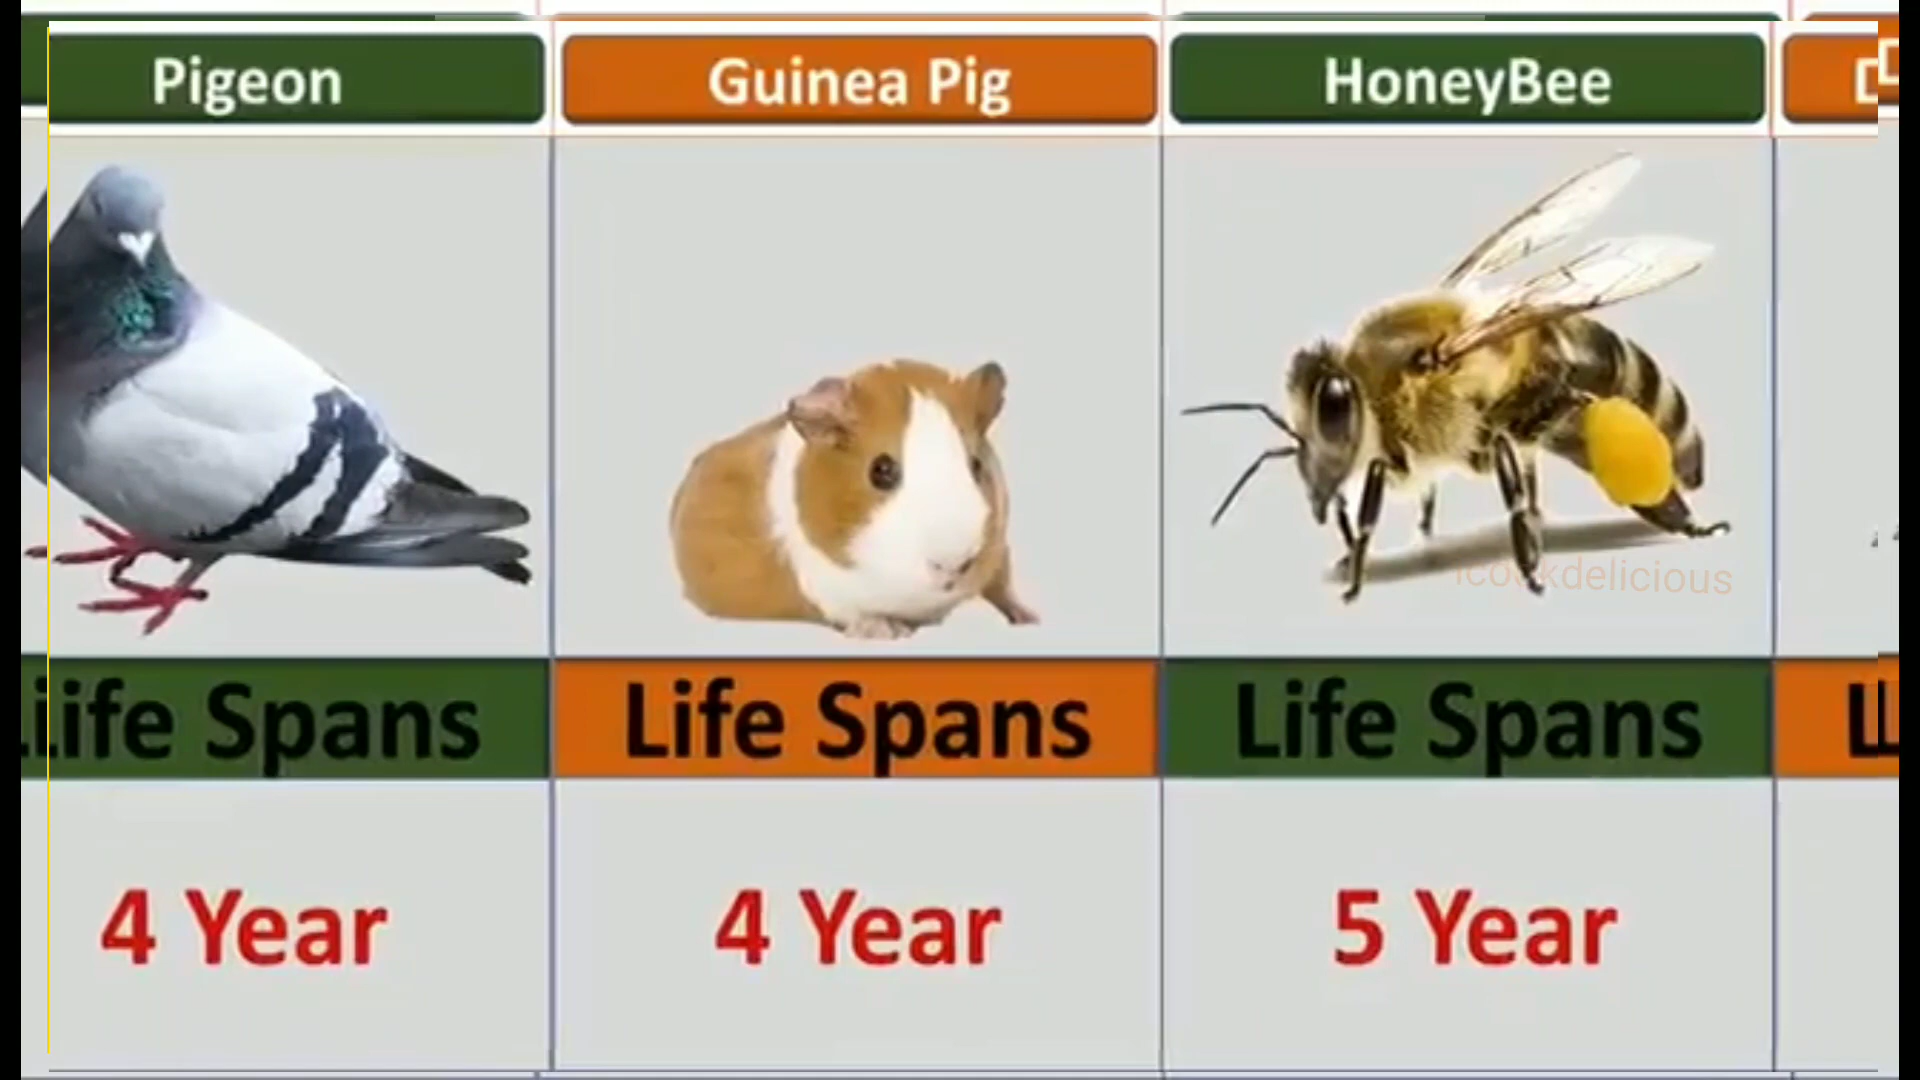 Pigeon
Guinea Pig
HoneyBee
Life Spans
Life Spans
Life Spans
4 Year
4 Year
5 Year